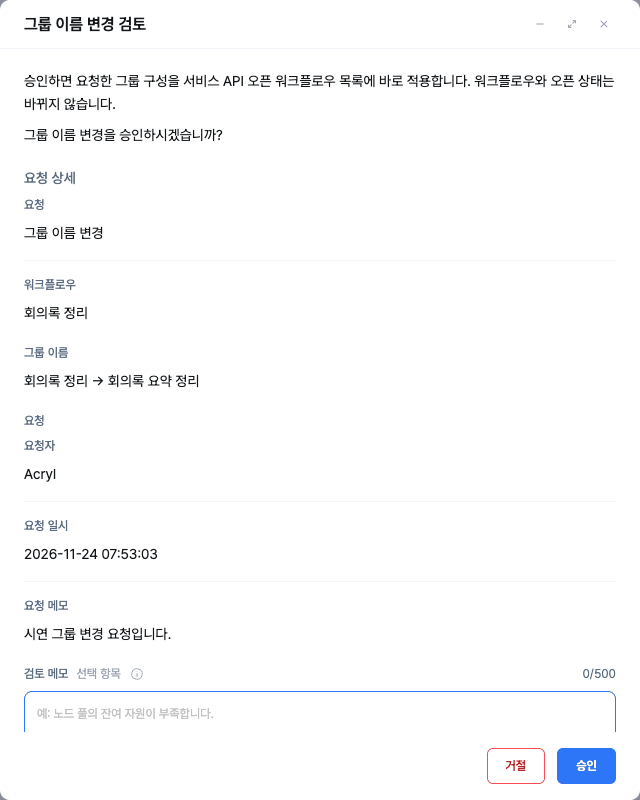 그룹 이름 변경 검토
승인하면 요청한 그룹 구성을 서비스 API 오픈 워크플로우 목록에 바로 적용합니다. 워크플로우와 오픈 상태는
바뀌지 않습니다.
그룹 이름 변경을 승인하시겠습니까?
요청 상세
요청
그룹 이름 변경
워크플로우
회의록 정리
그룹 이름
회의록 정리 → 회의록 요약 정리
요청
요청자
Acryl
요청 일시
2026-11-24 07:53:03
요청 메모
시연 그룹 변경 요청입니다.
검토 메모 선택 항목 0/500
예: 노드 풀의 잔여 자원이 부족합니다.
거절 승인